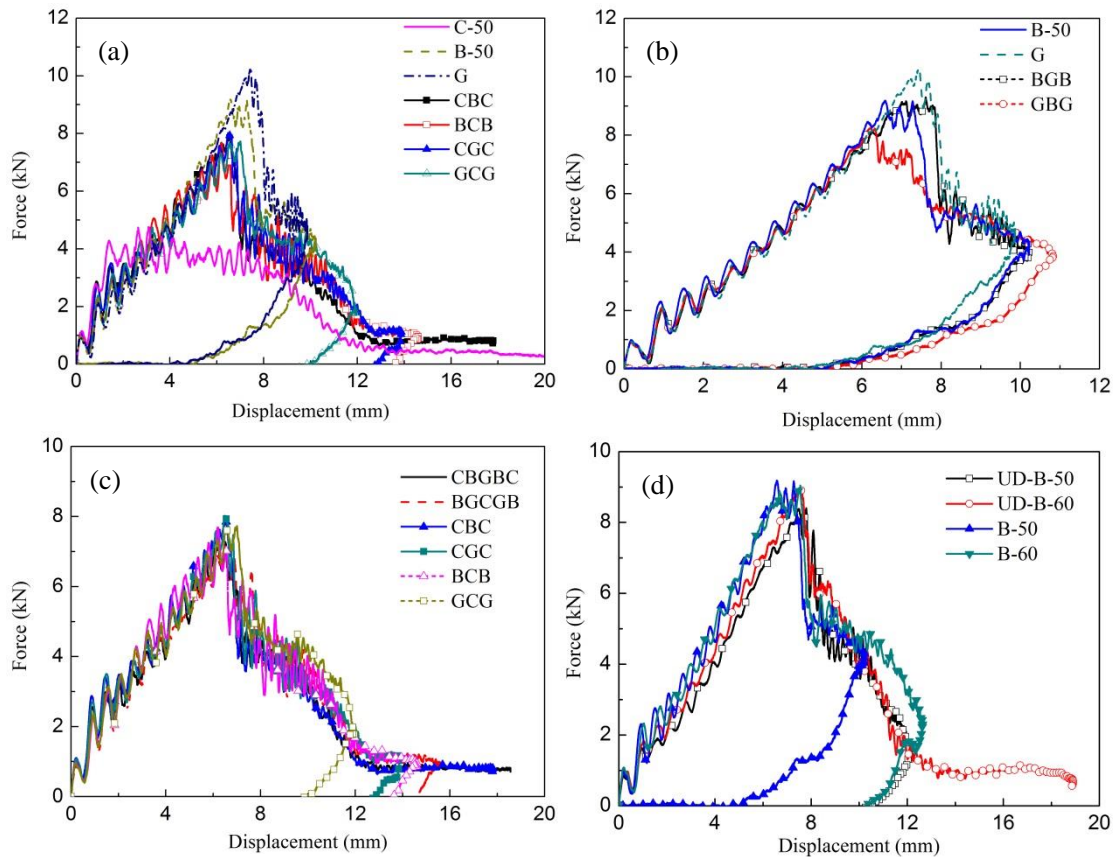 (a)
Force (kN)
12
10
8
6
4
2
0
0 4 8 12 16 20
Displacement (mm)
C-50
B-50
G
CBC
BCB
CGC
GCG
(b)
Force (kN)
12
10
8
6
4
2
0
0 2 4 6 8 10 12
Displacement (mm)
B-50
G
BGB
GBG
(c)
Force (kN)
10
8
6
4
2
0
0 4 8 12 16 20
Displacement (mm)
CBGBC
BGCGB
CBC
CGC
BCB
GCG
(d)
Force (kN)
10
8
6
4
2
0
0 4 8 12 16 20
Displacement (mm)
UD-B-50
UD-B-60
B-50
B-60